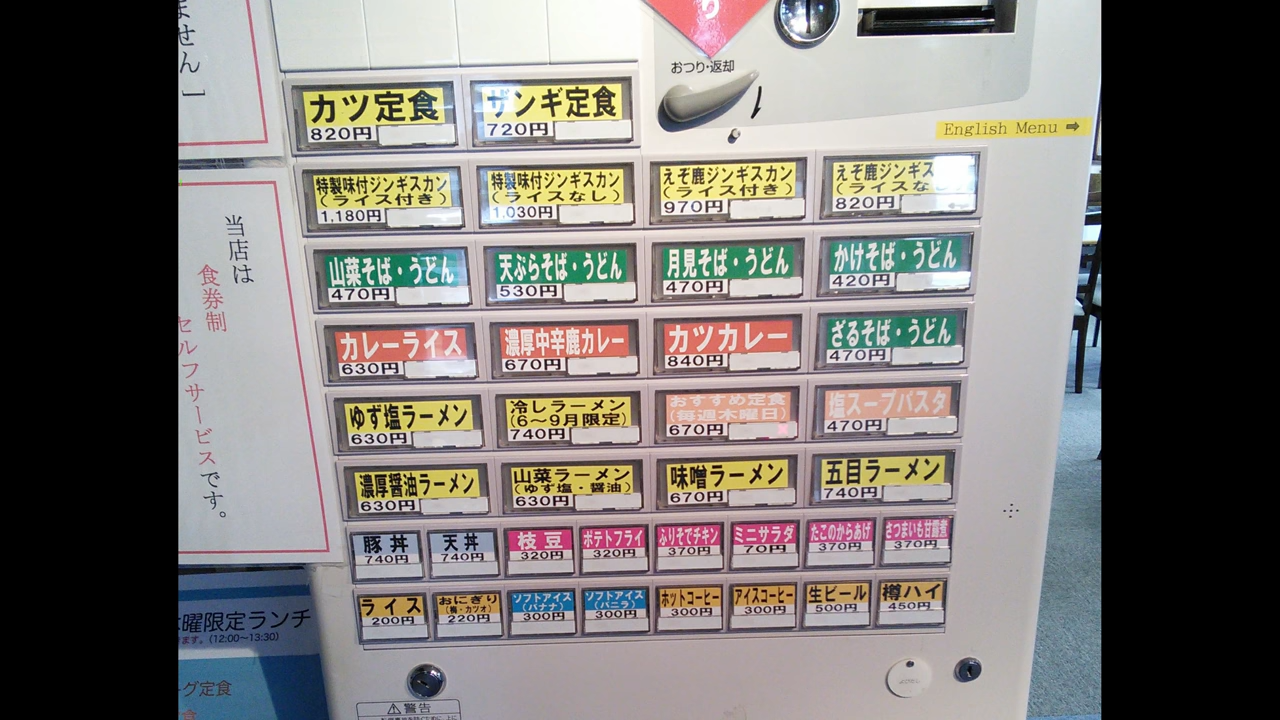 ません」
おつり・返却
English Menu ⇒
カツ定食
820円
ザンギ定食
720円
特製味付ジンギスカン
(ライス付き)
1,180円
特製味付ジンギスカン
(ライスなし)
1,030円
えぞ鹿ジンギスカン
(ライス付き)
970円
えぞ鹿ジンギス
(ライスな
820円
山菜そば・うどん
470円
天ぷらそば・うどん
530円
月見そば・うどん
470円
かけそば・うどん
420円
カレーライス
630円
濃厚中辛鹿カレー
670円
カツカレー
840円
ざるそば・うどん
470円
ゆず塩ラーメン
630円
冷しラーメン
(6～9月限定)
740円
おすすめ定食
(毎週木曜日)
670円
塩スープパスタ
470円
濃厚醤油ラーメン
630円
山菜ラーメン
(ゆず塩・醤油)
630円
味噌ラーメン
670円
五目ラーメン
740円
豚丼
740円
天丼
740円
枝豆
320円
ポテトフライ
320円
ふりそでチキン
370円
ミニサラダ
70円
たこのからあげ
370円
さつまいも甘露煮
370円
ライス
200円
おにぎり
(梅・カツオ)
220円
ソフトアイス
(バナナ)
300円
ソフトアイス
(バニラ)
300円
ホットコーヒー
300円
アイスコーヒー
300円
生ビール
500円
樽ハイ
450円
当店は
食券制
セルフサービスです。
曜限定ランチ
ます。(12:00～13:30)
グ定食
食
⚠警告